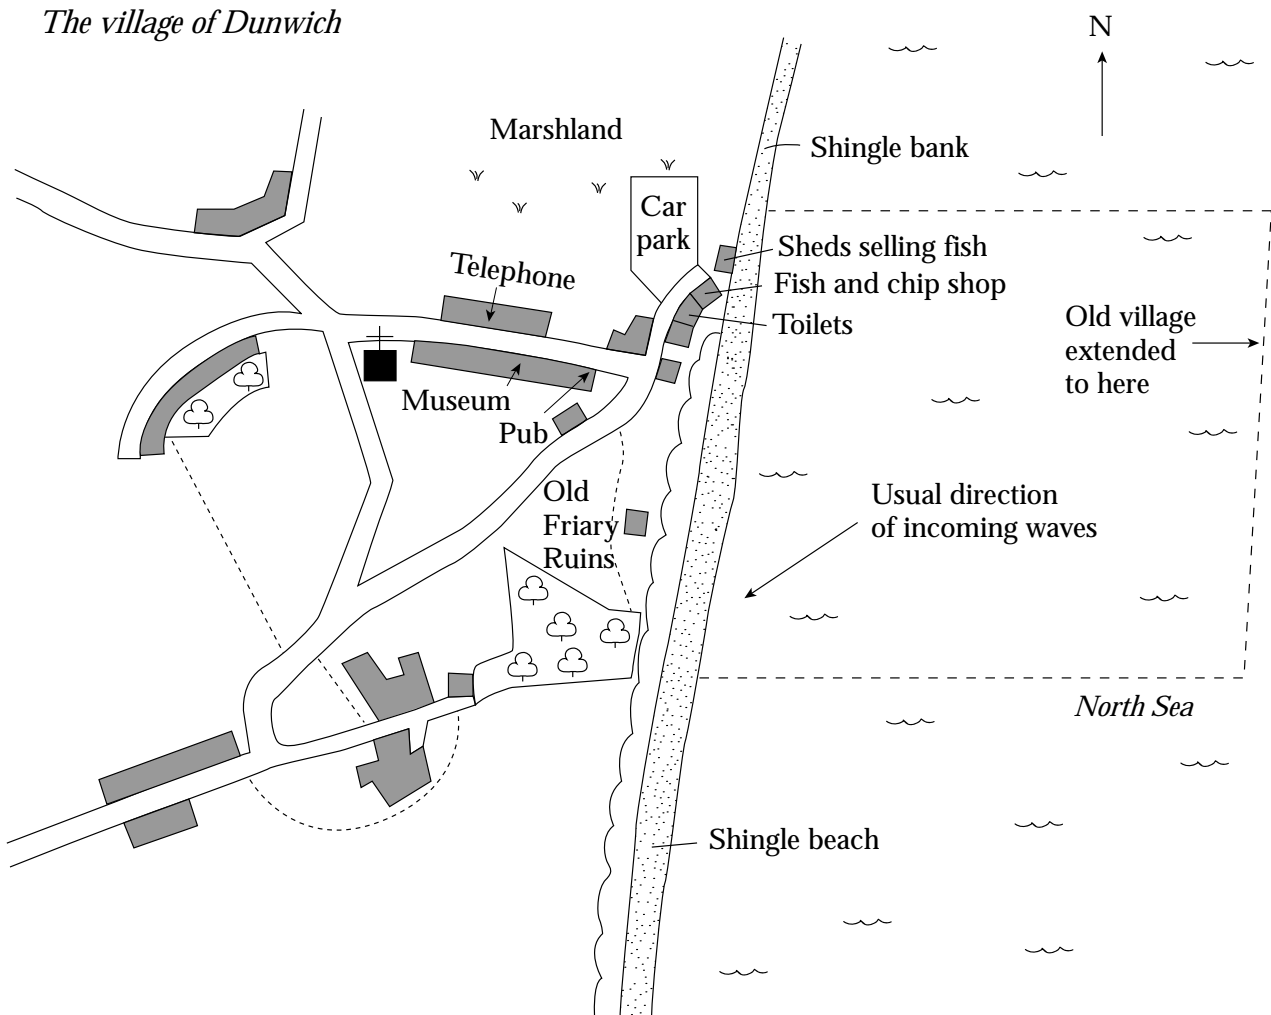 The village of Dunwich
N
Marshland
Shingle bank
Car
park
Sheds selling fish
Telephone
Fish and chip shop
Toilets
Old village
extended
to here
Museum
Pub
Old
Friary
Ruins
Usual direction
of incoming waves
North Sea
Shingle beach